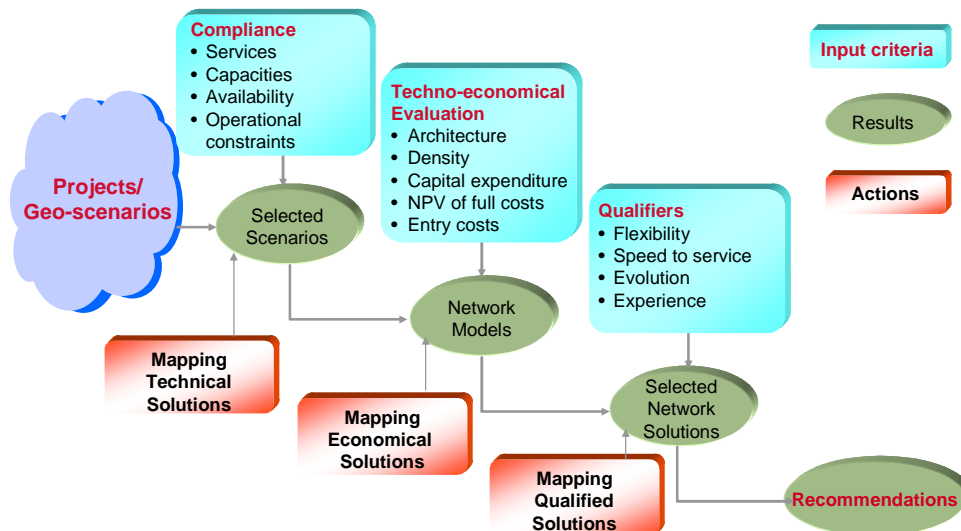 Compliance
• Services
• Capacities
• Availability
• Operational
constraints
Techno-economical
Evaluation
• Architecture
• Density
• Capital expenditure
• NPV of full costs
• Entry costs
Qualifiers
• Flexibility
• Speed to service
• Evolution
• Experience
Input criteria
Results
Actions
Projects/
Geo-scenarios
Selected
Scenarios
Network
Models
Selected
Network
Solutions
Recommendations
Mapping
Technical
Solutions
Mapping
Economical
Solutions
Mapping
Qualified
Solutions